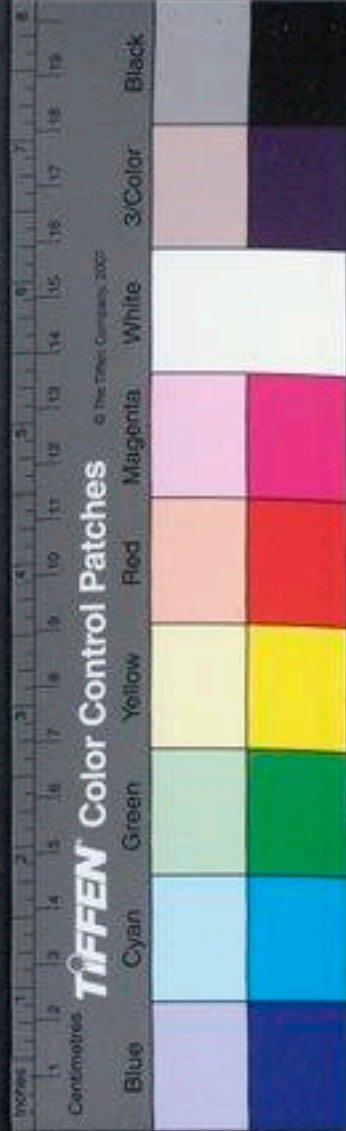 Inches 1 2 3 4 5 6 7 8
1 2 3 4 5 6 7 8 9 10 11 12 13 14 15 16 17 18 19
Centimetres
TIFFEN Color Control Patches
© The Tiffen Company, 2007
Blue Cyan Green Yellow Red Magenta White 3/Color Black